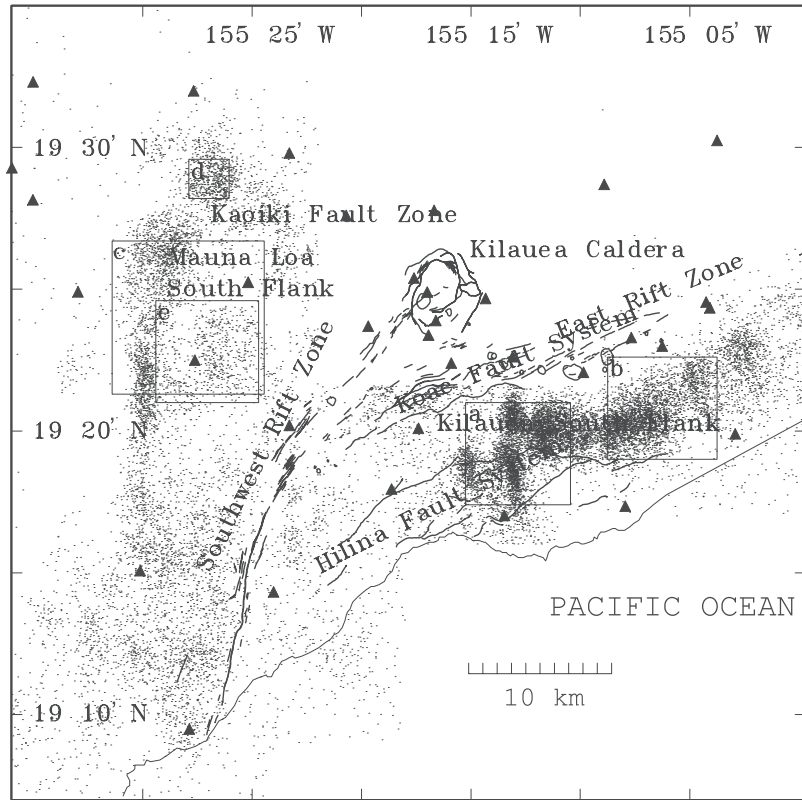 155 25' W
155 15' W
155 05' W
19 30' N
d
Kaoiki Fault Zone
c
Mauna Loa
South Flank
e
Kilauea Caldera
East Rift Zone
Koae Fault System
b
a
Kilauea South Flank
19 20' N
Southwest Rift Zone
Hilina Fault System
PACIFIC OCEAN
10 km
19 10' N